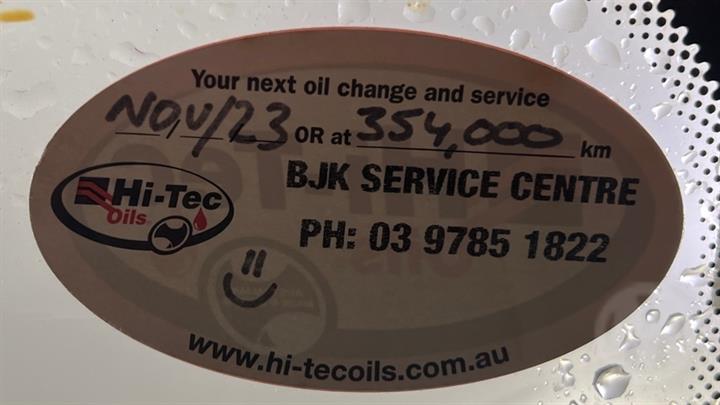 Your next oil change and service
NOV/23 OR at 354,000 km
BJK SERVICE CENTRE
Hi-Tec
Oils
PH: 03 9785 1822
www.hi-tecoils.com.au